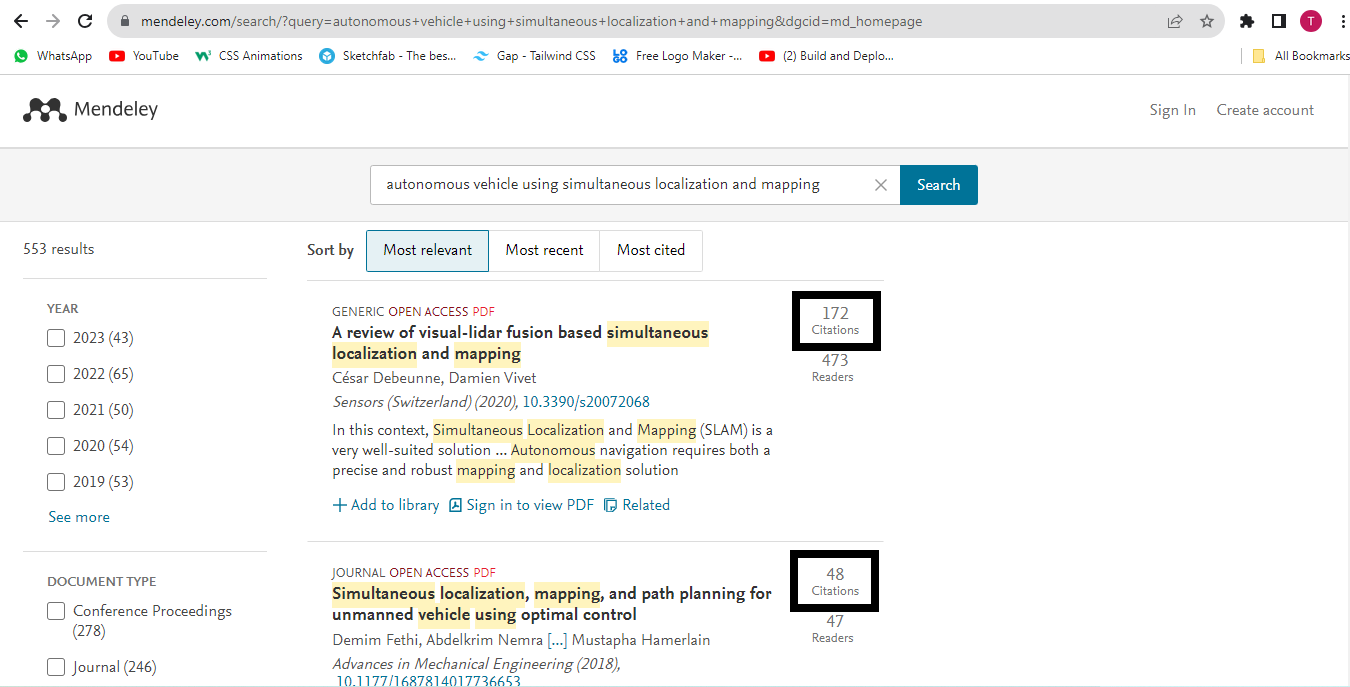 mendeley.com/search/?query=autonomous+vehicle+using+simultaneous+localization+and+mapping&dgcid=md_homepage
T
WhatsApp
YouTube
CSS Animations
Sketchfab - The bes...
Gap - Tailwind CSS
Free Logo Maker -...
(2) Build and Deplo...
All Bookmarks
Mendeley
Sign In
Create account
autonomous vehicle using simultaneous localization and mapping
Search
553 results
YEAR
2023 (43)
2022 (65)
2021 (50)
2020 (54)
2019 (53)
See more
DOCUMENT TYPE
Conference Proceedings
(278)
Journal (246)
Sort by
Most relevant
Most recent
Most cited
GENERIC OPEN ACCESS PDF
A review of visual-lidar fusion based simultaneous
localization and mapping
César Debeunne, Damien Vivet
Sensors (Switzerland) (2020), 10.3390/s20072068
In this context, Simultaneous Localization and Mapping (SLAM) is a
very well-suited solution ... Autonomous navigation requires both a
precise and robust mapping and localization solution
Add to library
Sign in to view PDF
Related
172
Citations
473
Readers
JOURNAL OPEN ACCESS PDF
Simultaneous localization, mapping, and path planning for
unmanned vehicle using optimal control
Demim Fethi, Abdelkrim Nemra [...] Mustapha Hamerlain
Advances in Mechanical Engineering (2018),
10.1177/1687814017736653
48
Citations
47
Readers